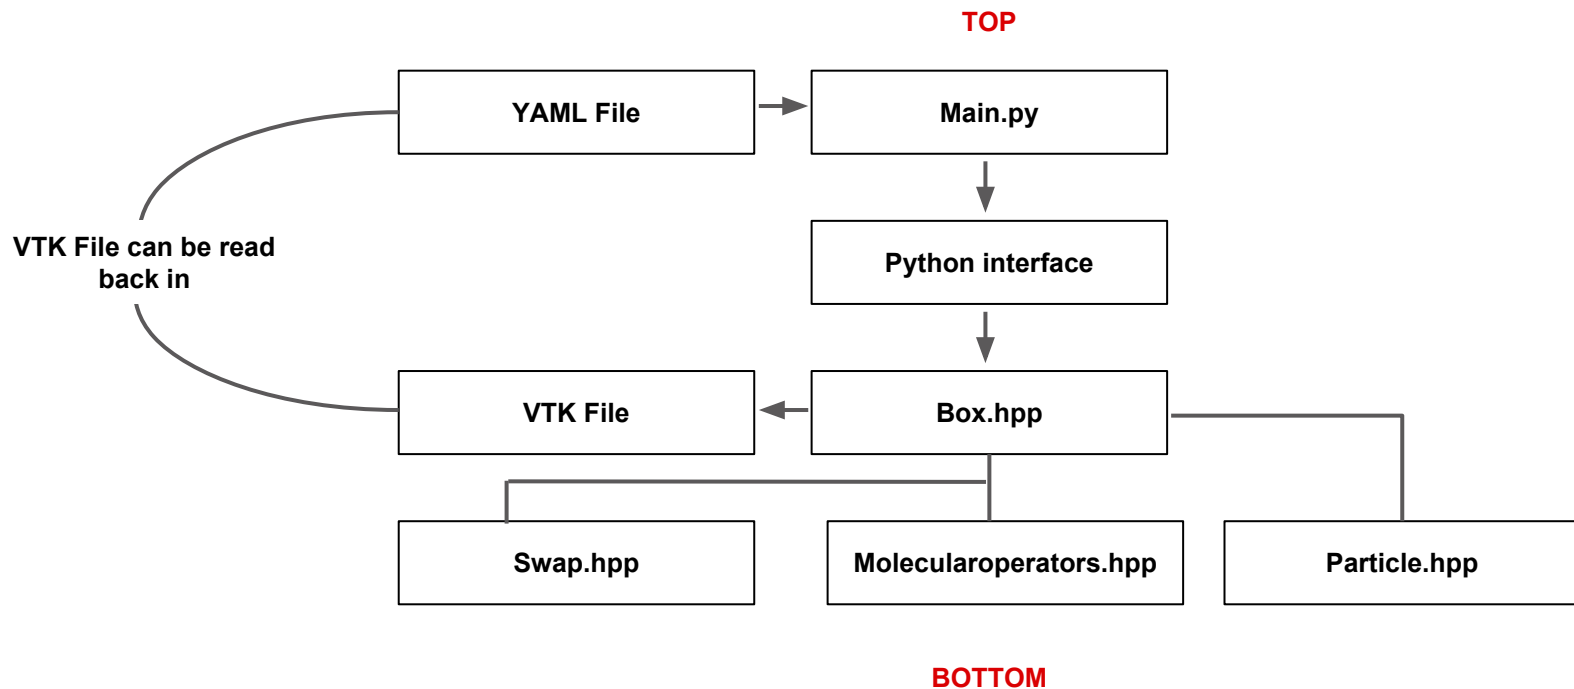 TOP
YAML File
Main.py
VTK File can be read
back in
Python interface
VTK File
Box.hpp
Swap.hpp
Molecularoperators.hpp
Particle.hpp
BOTTOM